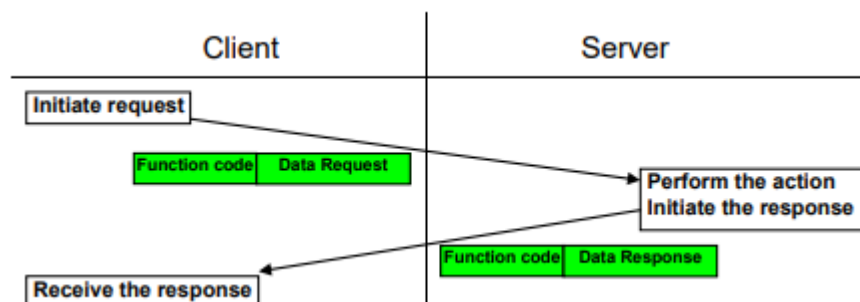 Client
Server
Initiate request
Function code
Data Request
Perform the action
Initiate the response
Function code
Data Response
Receive the response